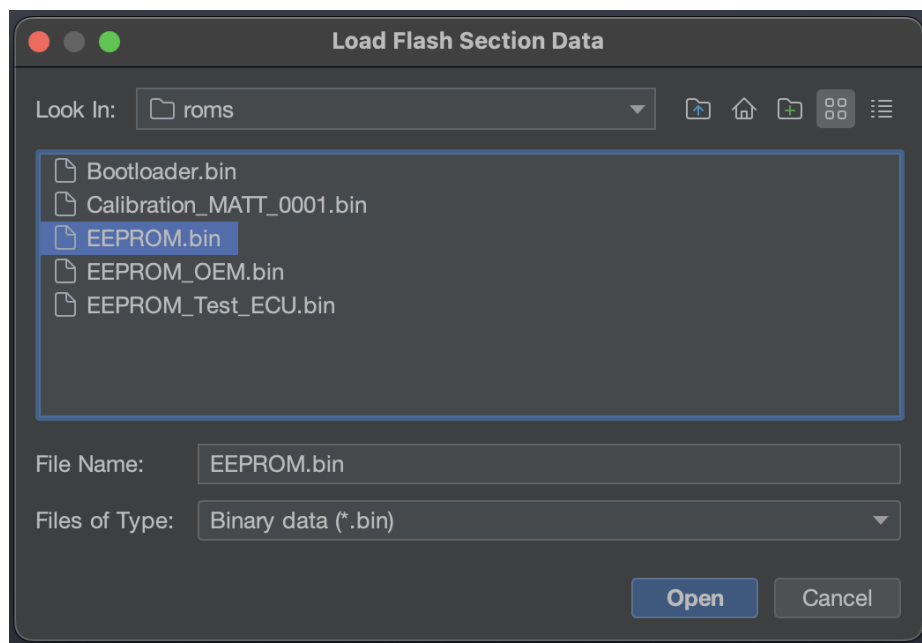 Load Flash Section Data
Look In: roms
Bootloader.bin
Calibration_MATT_0001.bin
EEPROM.bin
EEPROM_OEM.bin
EEPROM_Test_ECU.bin
File Name: EEPROM.bin
Files of Type: Binary data (*.bin)
Open Cancel